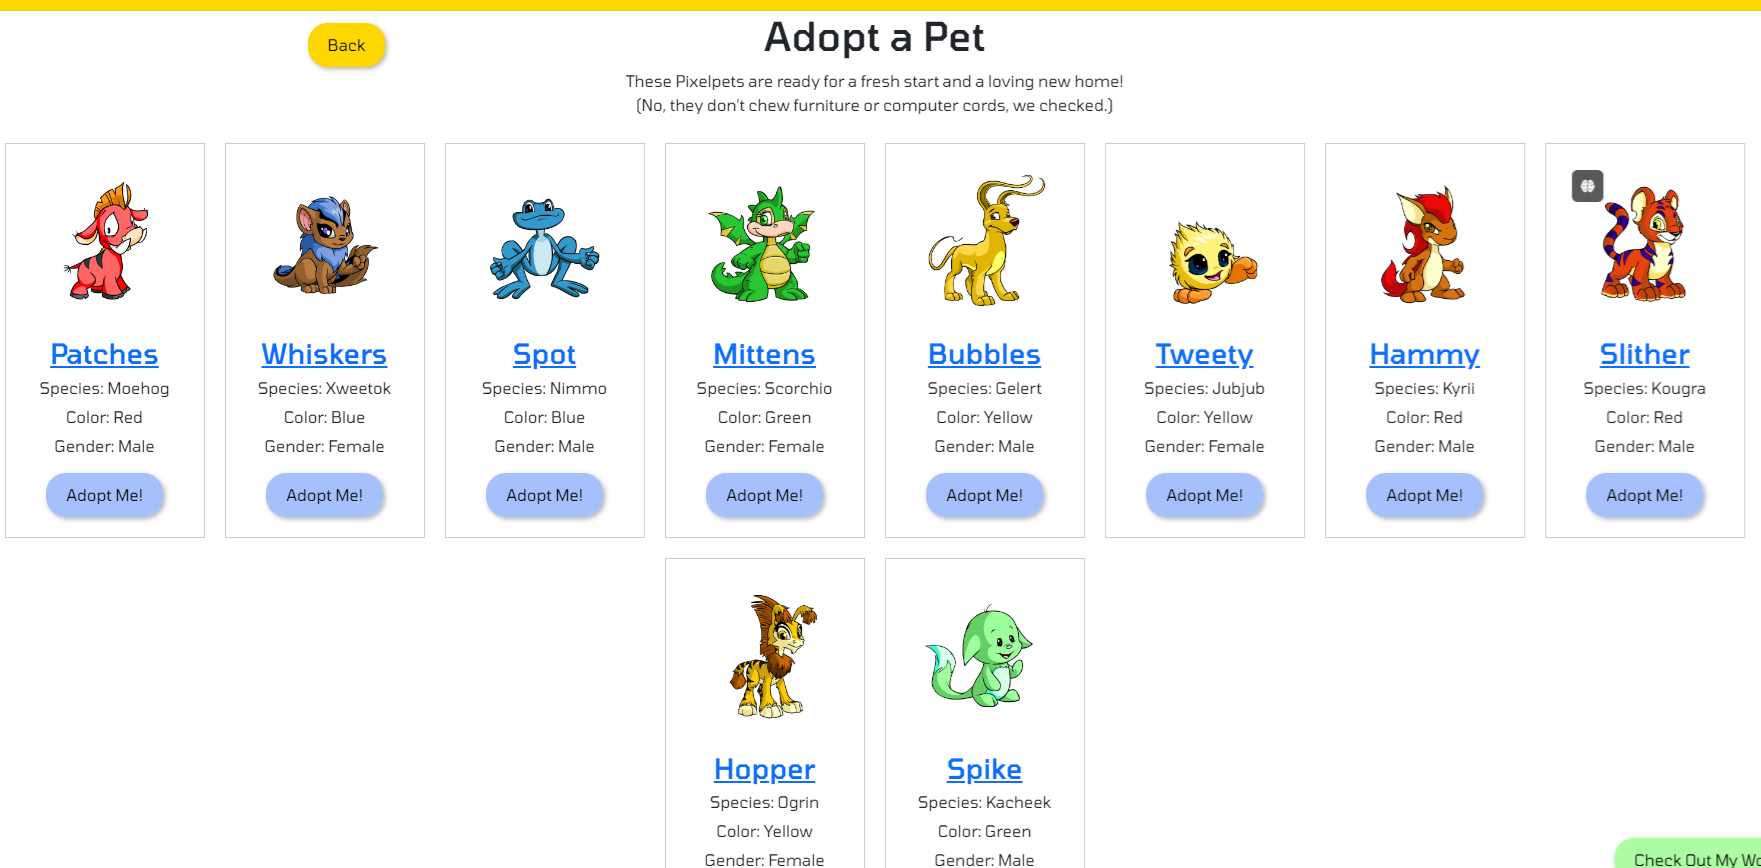 Back
Adopt a Pet
These Pixelpets are ready for a fresh start and a loving new home!
(No, they don't chew furniture or computer cords, we checked.)
Patches
Species: Moehog
Color: Red
Gender: Male
Adopt Me!
Whiskers
Species: Xweetok
Color: Blue
Gender: Female
Adopt Me!
Spot
Species: Nimmo
Color: Blue
Gender: Male
Adopt Me!
Mittens
Species: Scorchio
Color: Green
Gender: Female
Adopt Me!
Bubbles
Species: Gelert
Color: Yellow
Gender: Male
Adopt Me!
Tweety
Species: Jubjub
Color: Yellow
Gender: Female
Adopt Me!
Hammy
Species: Kyrii
Color: Red
Gender: Male
Adopt Me!
Slither
Species: Kougra
Color: Red
Gender: Male
Adopt Me!
Hopper
Species: Ogrin
Color: Yellow
Gender: Female
Spike
Species: Kacheek
Color: Green
Gender: Male
Check Out My